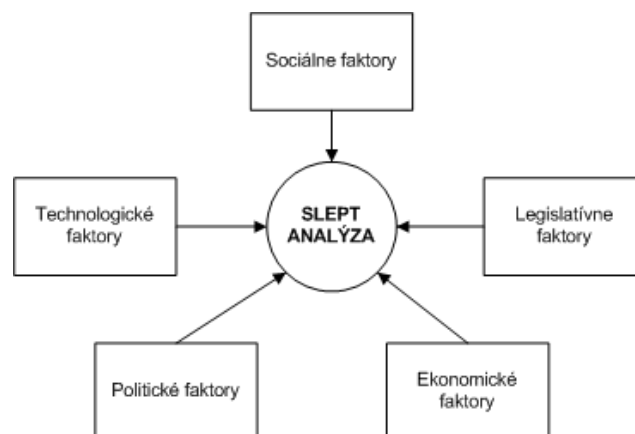 Sociálne faktory
Technologické
faktory
SLEPT
ANALÝZA
Legislatívne
faktory
Politické faktory
Ekonomické
faktory